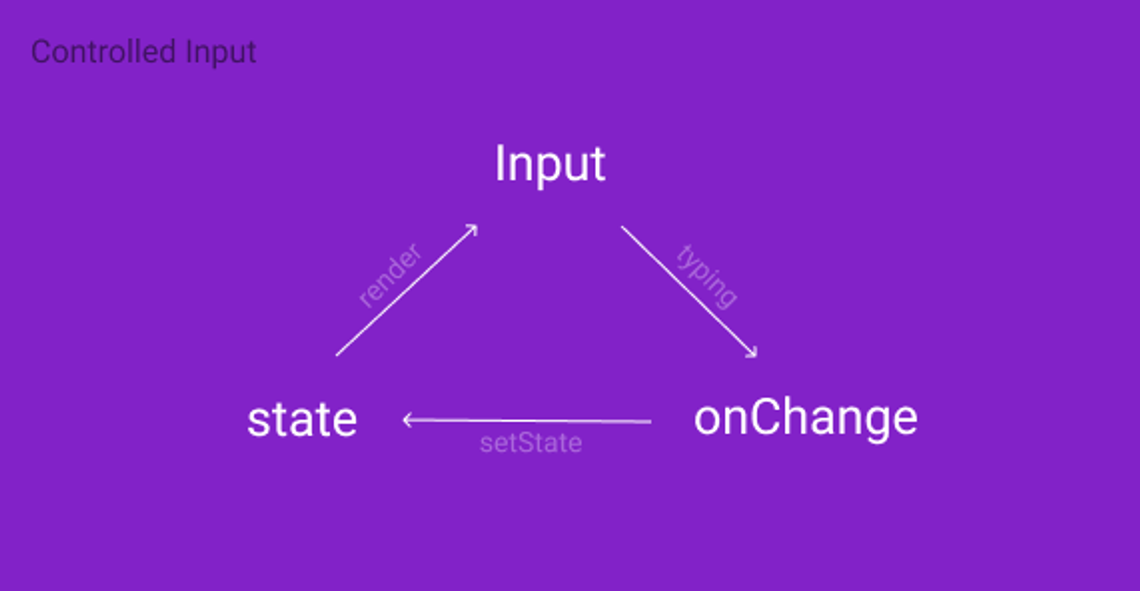 Controlled Input
Input
render
typing
state
onChange
setState